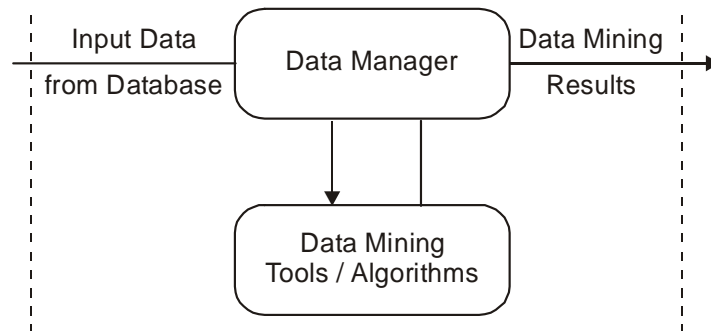 Input Data
from Database
Data Manager
Data Mining
Results
Data Mining
Tools / Algorithms